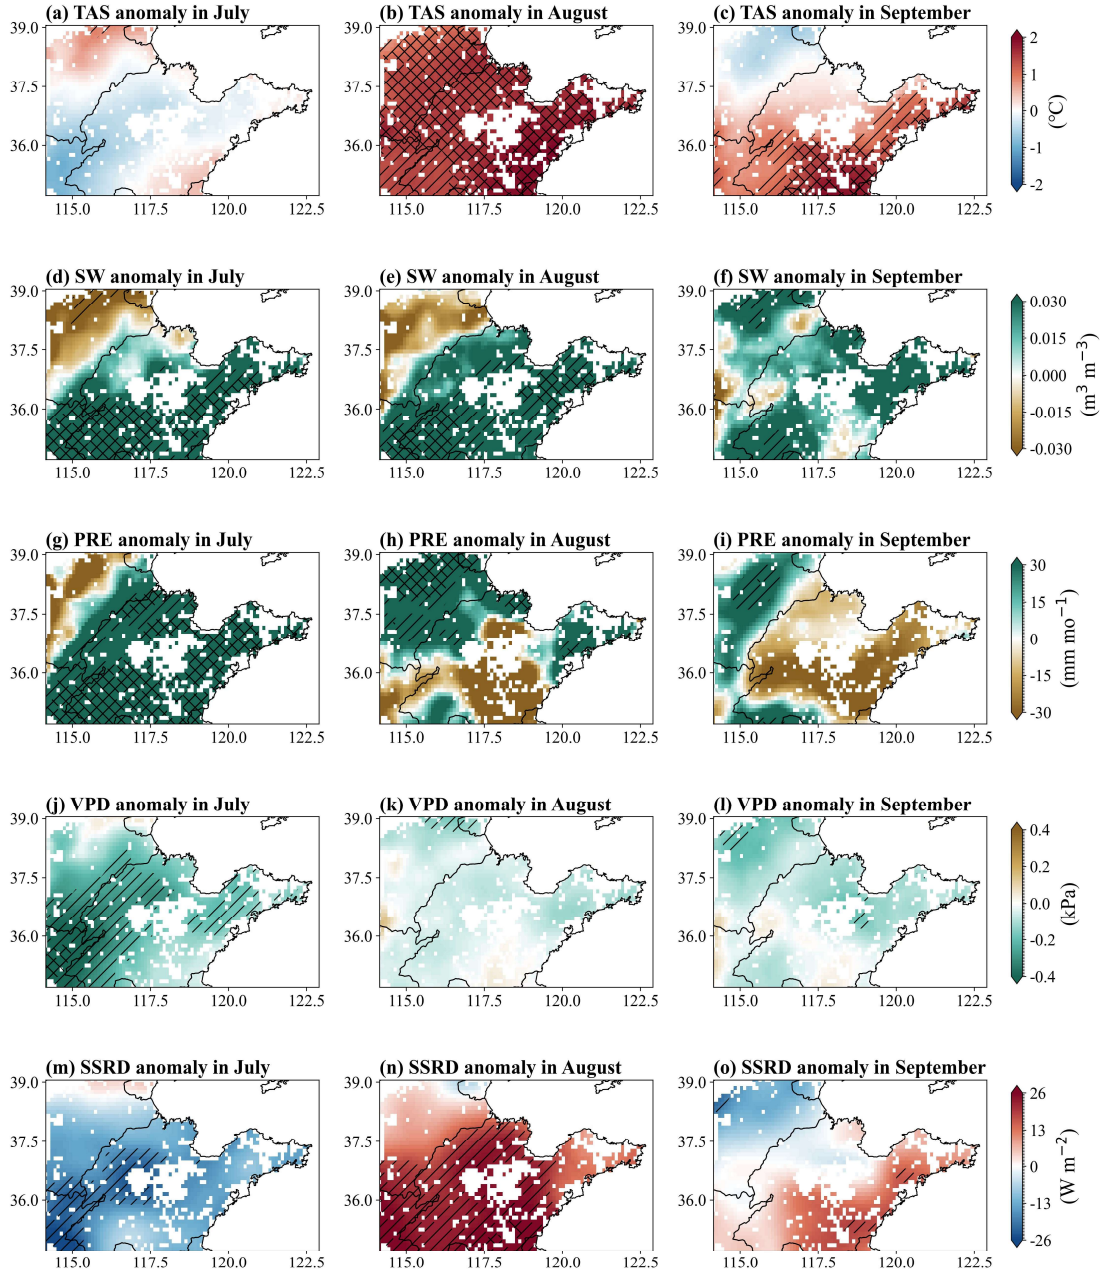 (a) TAS anomaly in July
(b) TAS anomaly in August
(c) TAS anomaly in September
39.0
37.5
36.0
115.0 117.5 120.0 122.5
115.0 117.5 120.0 122.5
115.0 117.5 120.0 122.5
2
1
0
-1
-2
(°C)
(d) SW anomaly in July
(e) SW anomaly in August
(f) SW anomaly in September
39.0
37.5
36.0
39.0
37.5
36.0
39.0
37.5
36.0
115.0 117.5 120.0 122.5
115.0 117.5 120.0 122.5
115.0 117.5 120.0 122.5
0.030
0.015
0.000
-0.015
-0.030
(m³ m⁻³)
(g) PRE anomaly in July
(h) PRE anomaly in August
(i) PRE anomaly in September
39.0
37.5
36.0
39.0
37.5
36.0
39.0
37.5
36.0
115.0 117.5 120.0 122.5
115.0 117.5 120.0 122.5
115.0 117.5 120.0 122.5
30
15
0
-15
-30
(mm mo⁻¹)
(j) VPD anomaly in July
(k) VPD anomaly in August
(l) VPD anomaly in September
39.0
37.5
36.0
39.0
37.5
36.0
39.0
37.5
36.0
115.0 117.5 120.0 122.5
115.0 117.5 120.0 122.5
115.0 117.5 120.0 122.5
0.4
0.2
0.0
-0.2
-0.4
(kPa)
(m) SSRD anomaly in July
(n) SSRD anomaly in August
(o) SSRD anomaly in September
39.0
37.5
36.0
39.0
37.5
36.0
39.0
37.5
36.0
115.0 117.5 120.0 122.5
115.0 117.5 120.0 122.5
115.0 117.5 120.0 122.5
26
13
0
-13
-26
(W m⁻²)